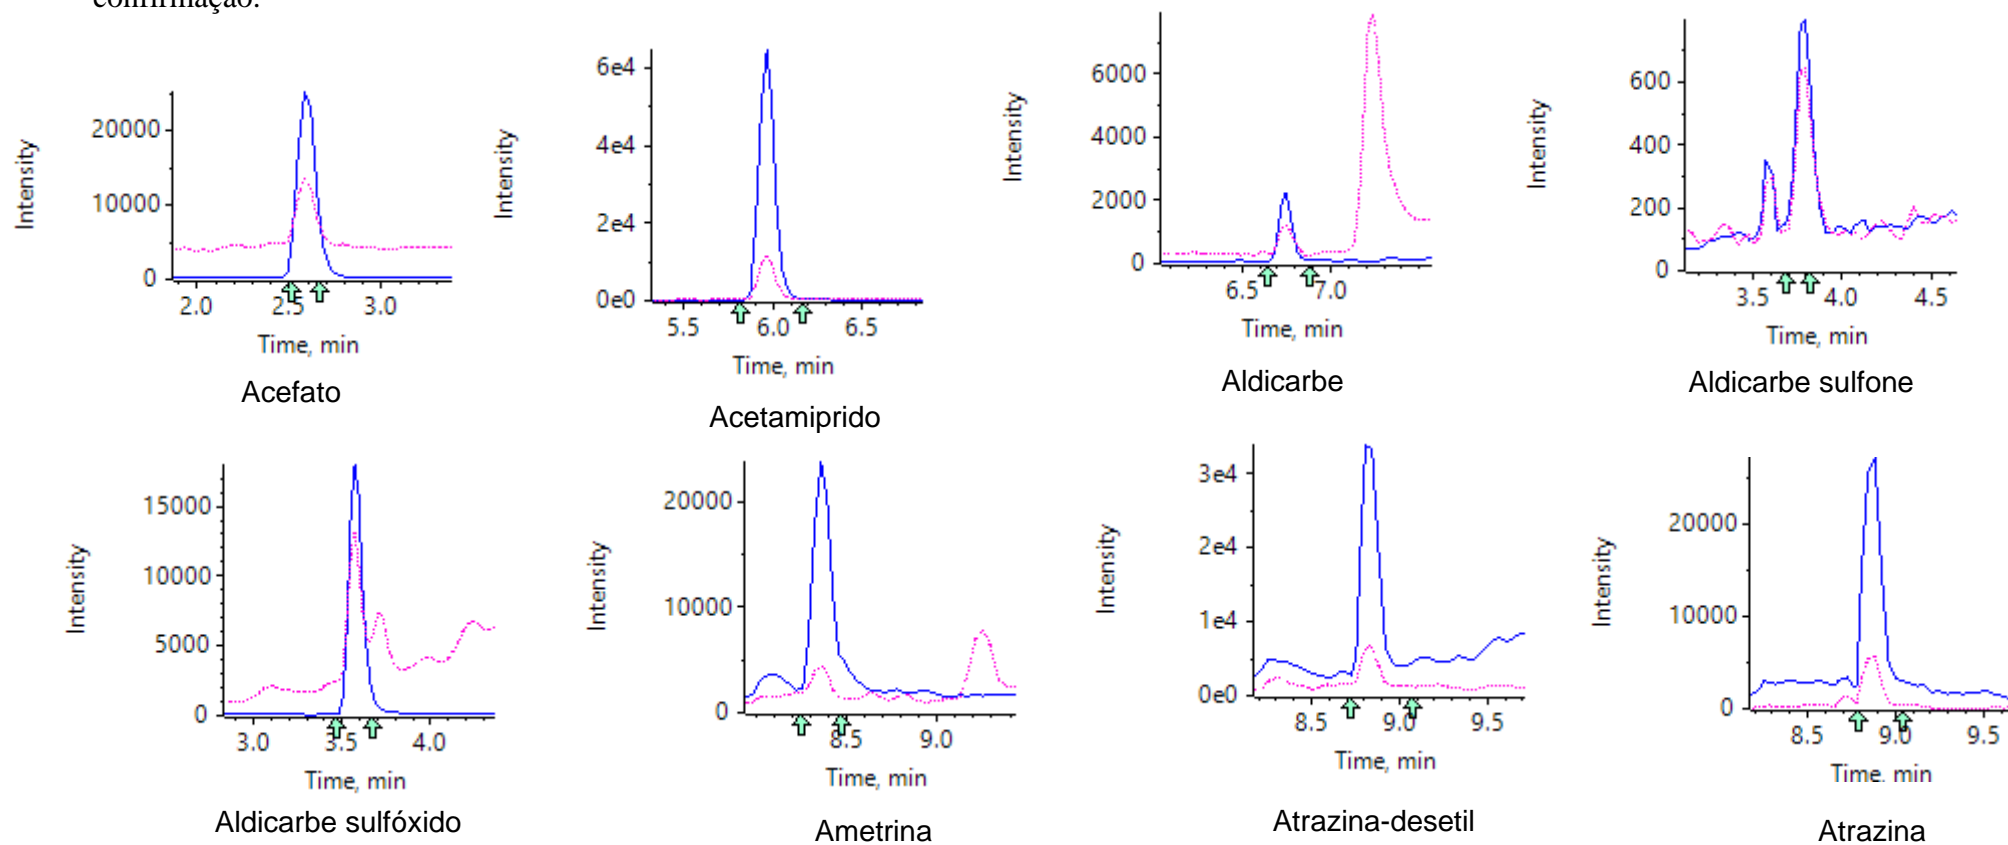 confirmação.
Intensity
20000
10000
0
2.0 2.5 3.0
Time, min
Acefato
Intensity
6e4
4e4
2e4
0e0
5.5 6.0 6.5
Time, min
Acetamiprido
Intensity
6000
4000
2000
0
6.5 7.0
Time, min
Aldicarbe
Intensity
600
400
200
0
3.5 4.0 4.5
Time, min
Aldicarbe sulfone
Intensity
15000
10000
5000
0
3.0 3.5 4.0
Time, min
Aldicarbe sulfóxido
Intensity
20000
10000
0
8.5 9.0
Time, min
Ametrina
Intensity
3e4
2e4
1e4
0e0
8.5 9.0 9.5
Time, min
Atrazina-desetil
Intensity
20000
10000
0
8.5 9.0 9.5
Time, min
Atrazina